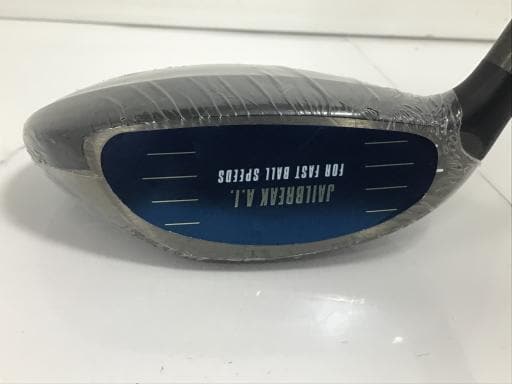 JAILBREAK A.I.
FOR FAST BALL SPEEDS